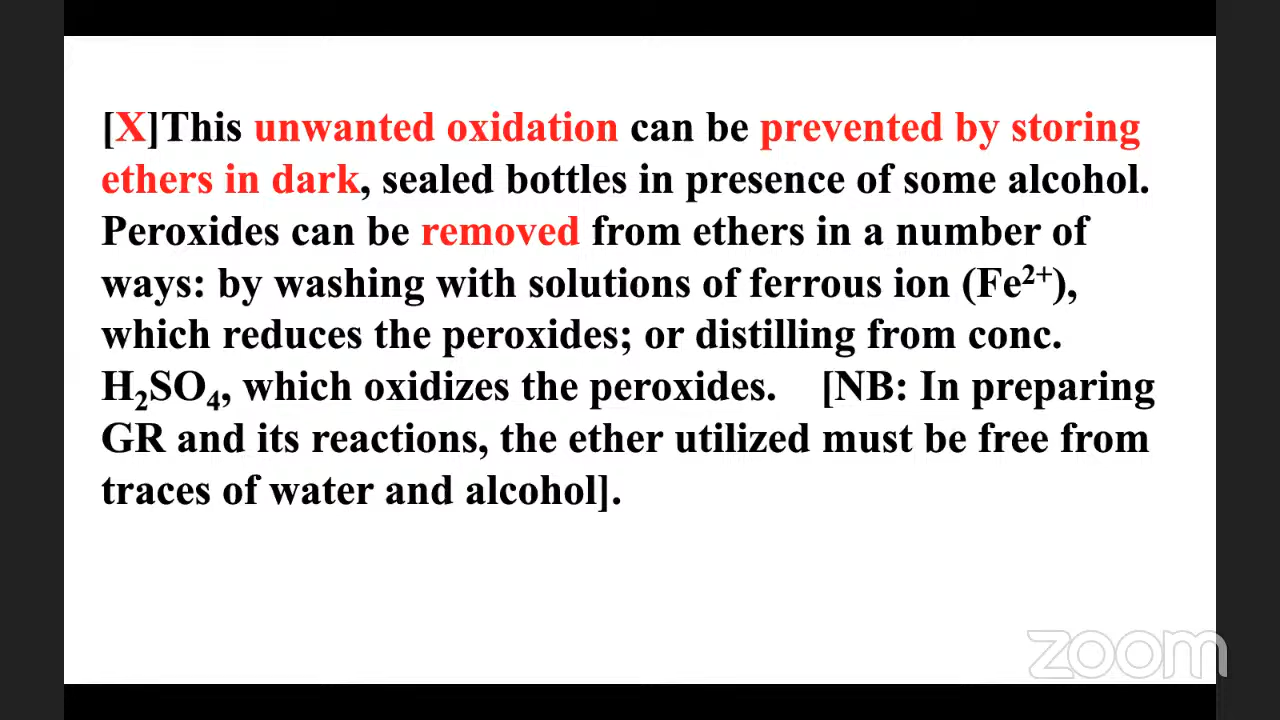 [X]This unwanted oxidation can be prevented by storing
ethers in dark, sealed bottles in presence of some alcohol.
Peroxides can be removed from ethers in a number of
ways: by washing with solutions of ferrous ion (Fe²⁺),
which reduces the peroxides; or distilling from conc.
H₂SO₄, which oxidizes the peroxides. [NB: In preparing
GR and its reactions, the ether utilized must be free from
traces of water and alcohol].
zoom